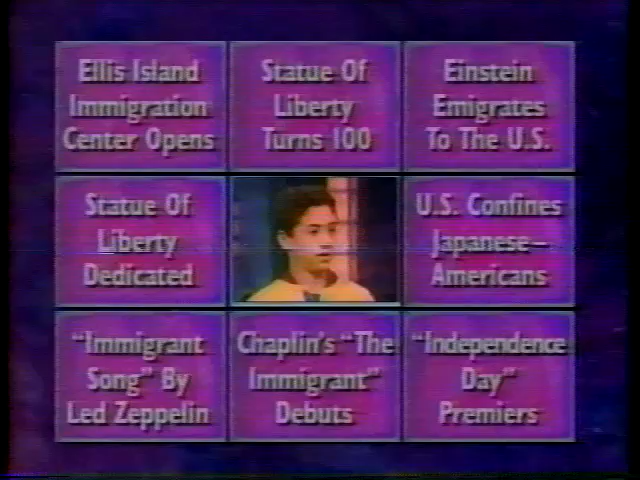 Ellis Island
Immigration
Center Opens
Statue Of
Liberty
Turns 100
Einstein
Emigrates
To The U.S.
Statue Of
Liberty
Dedicated
U.S. Confines
Japanese–
Americans
"Immigrant
Song" By
Led Zeppelin
Chaplin's "The
Immigrant"
Debuts
"Independence
Day"
Premiers